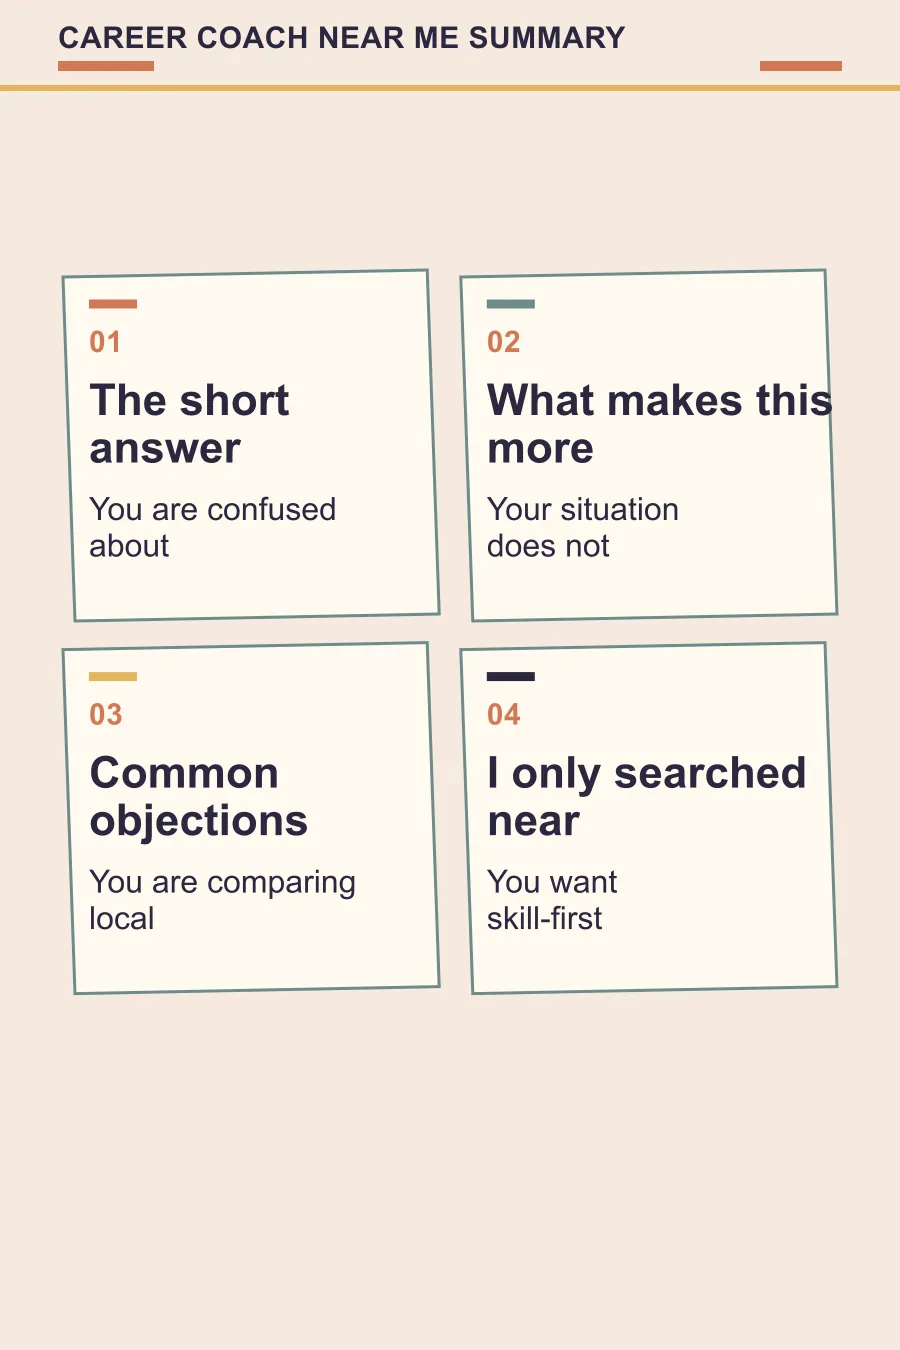 CAREER COACH NEAR ME SUMMARY
01
The short
answer
You are confused
about
02
What makes this
more
Your situation
does not
03
Common
objections
You are comparing
local
04
I only searched
near
You want
skill-first